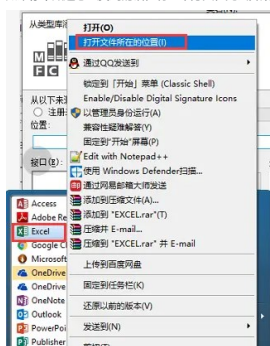 从类型库
打开(O)
打开文件所在的位置(I)
通过QQ发送到
从以下来
注册
位置:
锁定到「开始」菜单 (Classic Shell)
Enable/Disable Digital Signature Icons
以管理员身份运行(A)
兼容性疑难解答(Y)
固定到"开始"屏幕(P)
Edit with Notepad++
接口(E):
使用 Windows Defender扫描...
通过网易邮箱大师发送
添加到压缩文件(A)...
添加到 "EXCEL.rar"(T)
压缩并 E-mail...
压缩到 "EXCEL.rar" 并 E-mail
上传到百度网盘
固定到任务栏(K)
还原以前的版本(V)
发送到(N)
Access
Adobe Re
Excel
Google C
Microsoft
OneDrive
OneDrive
OneNote
Outlook
PowerPoi
Publisher